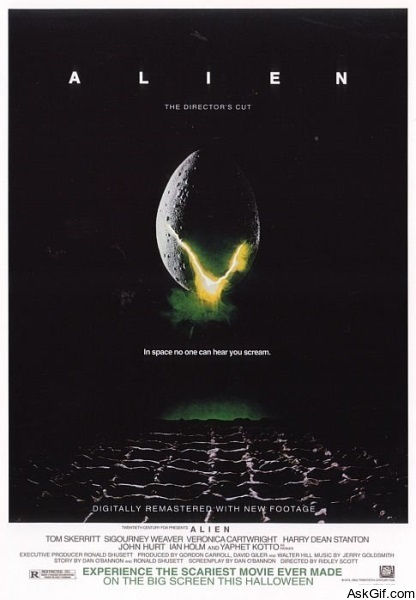 A L I E N
THE DIRECTOR'S CUT
In space no one can hear you scream.
DIGITALLY REMASTERED WITH NEW FOOTAGE
TWENTIETH CENTURY-FOX PRESENTS
A L I E N
TOM SKERRITT SIGOURNEY WEAVER VERONICA CARTWRIGHT HARRY DEAN STANTON
JOHN HURT IAN HOLM AND YAPHET KOTTO
EXECUTIVE PRODUCER RONALD SHUSETT PRODUCED BY GORDON CARROLL, DAVID GILER AND WALTER HILL MUSIC BY JERRY GOLDSMITH
STORY BY DAN O'BANNON AND RONALD SHUSETT SCREENPLAY BY DAN O'BANNON DIRECTED BY RIDLEY SCOTT
R
EXPERIENCE THE SCARIEST MOVIE EVER MADE
ON THE BIG SCREEN THIS HALLOWEEN
AskGif.com